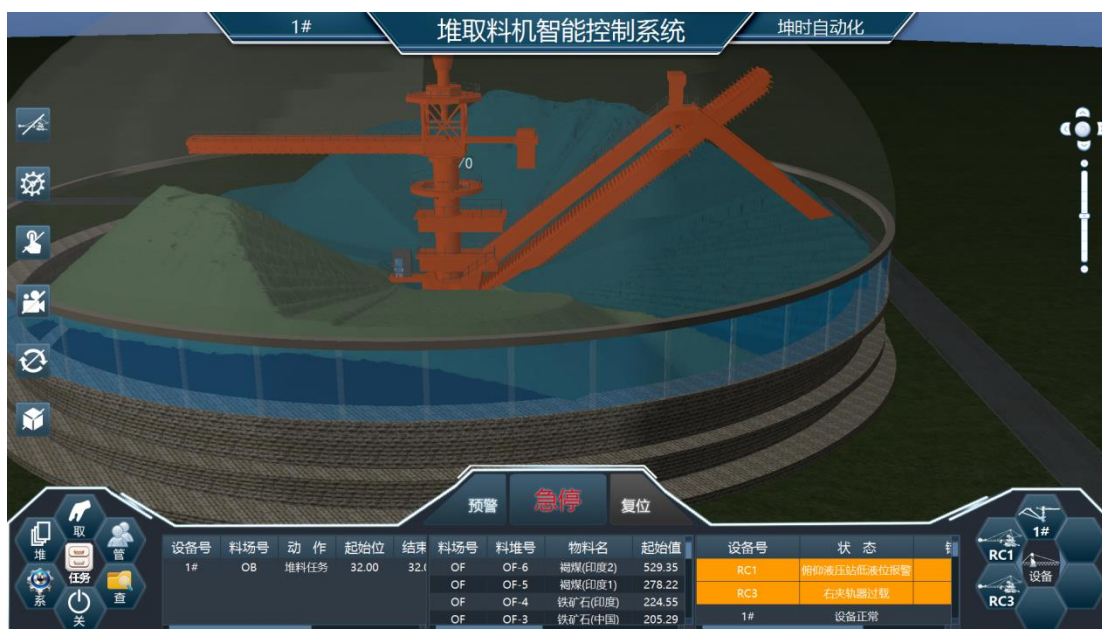 1# 堆取料机智能控制系统 坤时自动化
/0
预警 急停 复位
取
堆 管
任务
系 查
关
设备号 料场号 动 作 起始位 结束
1# OB 堆料任务 32.00 32.0
料场号 料堆号 物料名 起始值
OF OF-6 褐煤(印度2) 529.35
OF OF-5 褐煤(印度1) 278.22
OF OF-4 铁矿石(印度) 224.55
OF OF-3 铁矿石(中国) 205.29
设备号 状 态
RC1 俯仰液压站低液位报警
RC3 右夹轨器过载
1# 设备正常
1#
RC1
设备
RC3